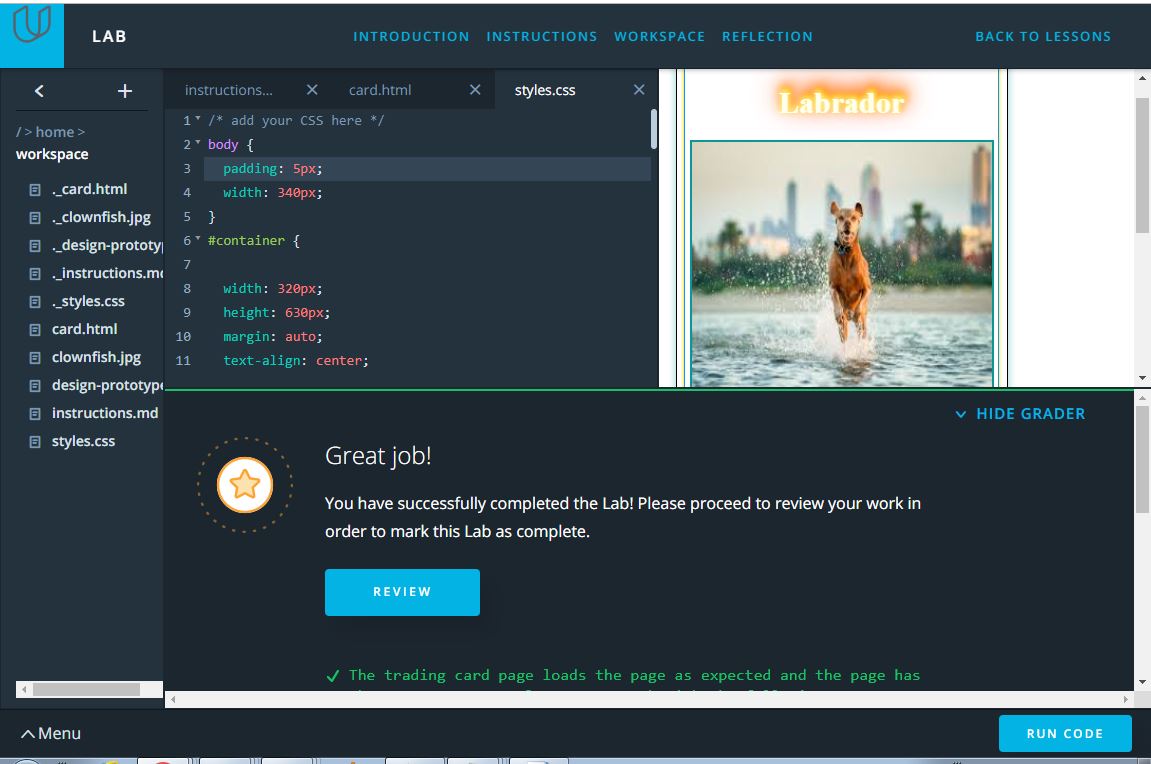 LAB
INTRODUCTION INSTRUCTIONS WORKSPACE REFLECTION
BACK TO LESSONS
/ > home >
workspace
._card.html
._clownfish.jpg
._design-prototyp
._instructions.md
._styles.css
card.html
clownfish.jpg
design-prototype
instructions.md
styles.css
instructions...
card.html
styles.css
1 /* add your CSS here */
2 body {
3 padding: 5px;
4 width: 340px;
5 }
6 #container {
7
8 width: 320px;
9 height: 630px;
10 margin: auto;
11 text-align: center;
Labrador
HIDE GRADER
Great job!
You have successfully completed the Lab! Please proceed to review your work in
order to mark this Lab as complete.
REVIEW
The trading card page loads the page as expected and the page has
Menu
RUN CODE